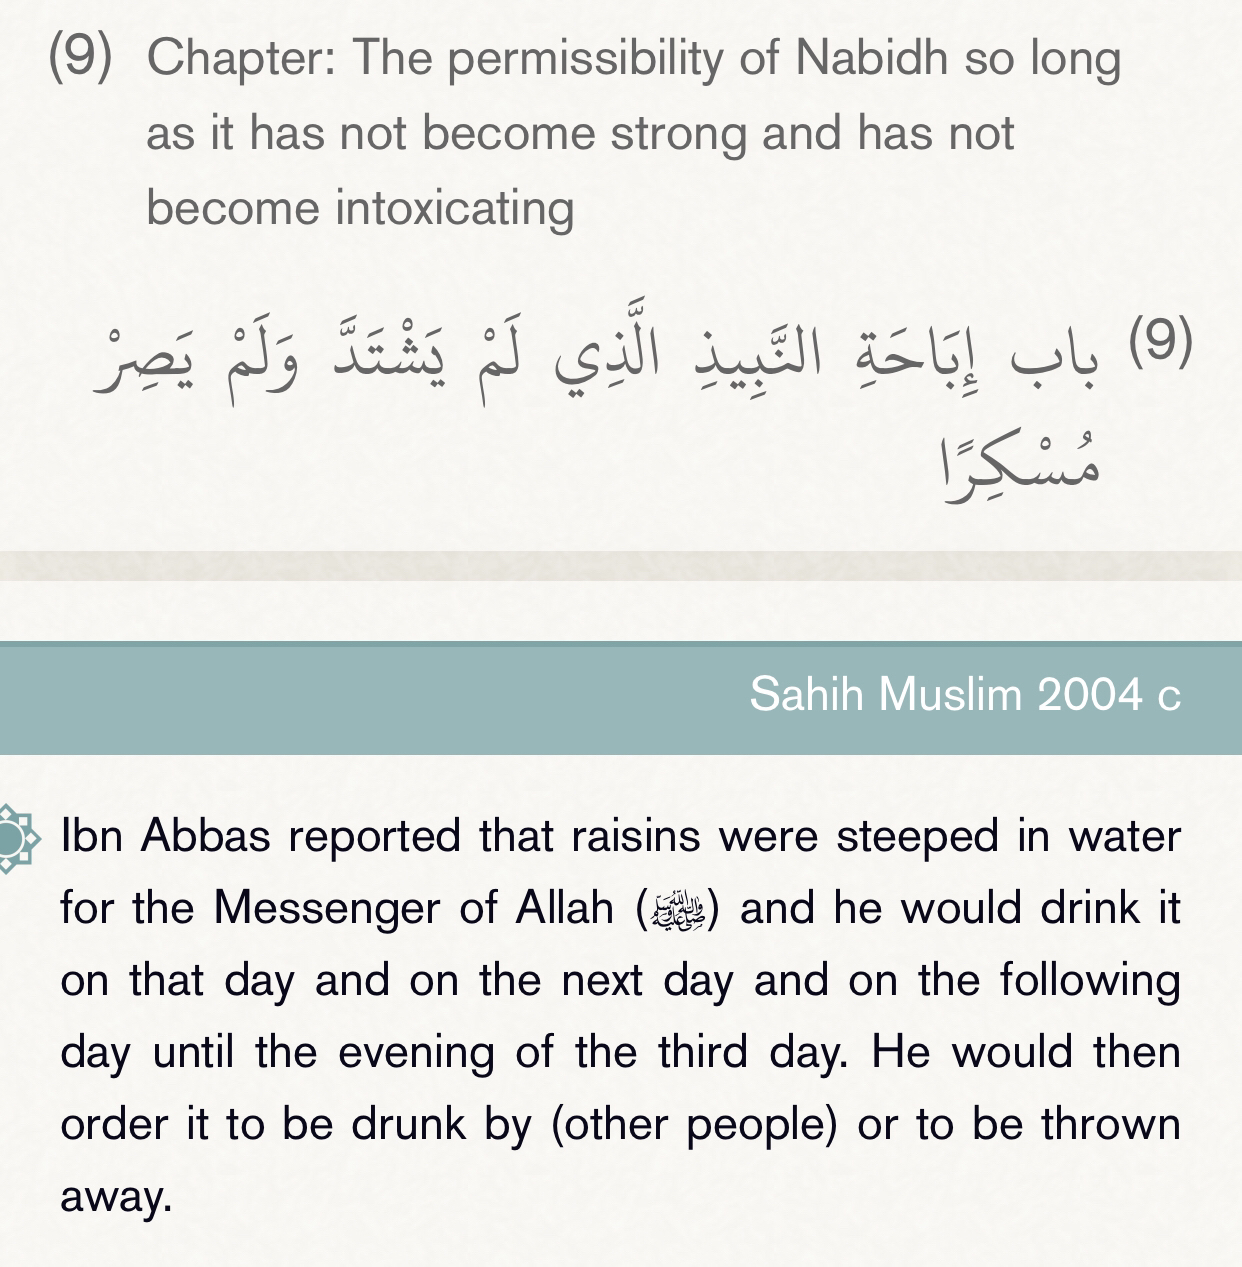 (9) Chapter: The permissibility of Nabidh so long
as it has not become strong and has not
become intoxicating
(9) باب إِبَاحَةِ النَّبِيذِ الَّذِي لَمْ يَشْتَدَّ وَلَمْ يَصِرْ
مُسْكِرًا
Sahih Muslim 2004 c
Ibn Abbas reported that raisins were steeped in water
for the Messenger of Allah (ﷺ) and he would drink it
on that day and on the next day and on the following
day until the evening of the third day. He would then
order it to be drunk by (other people) or to be thrown
away.